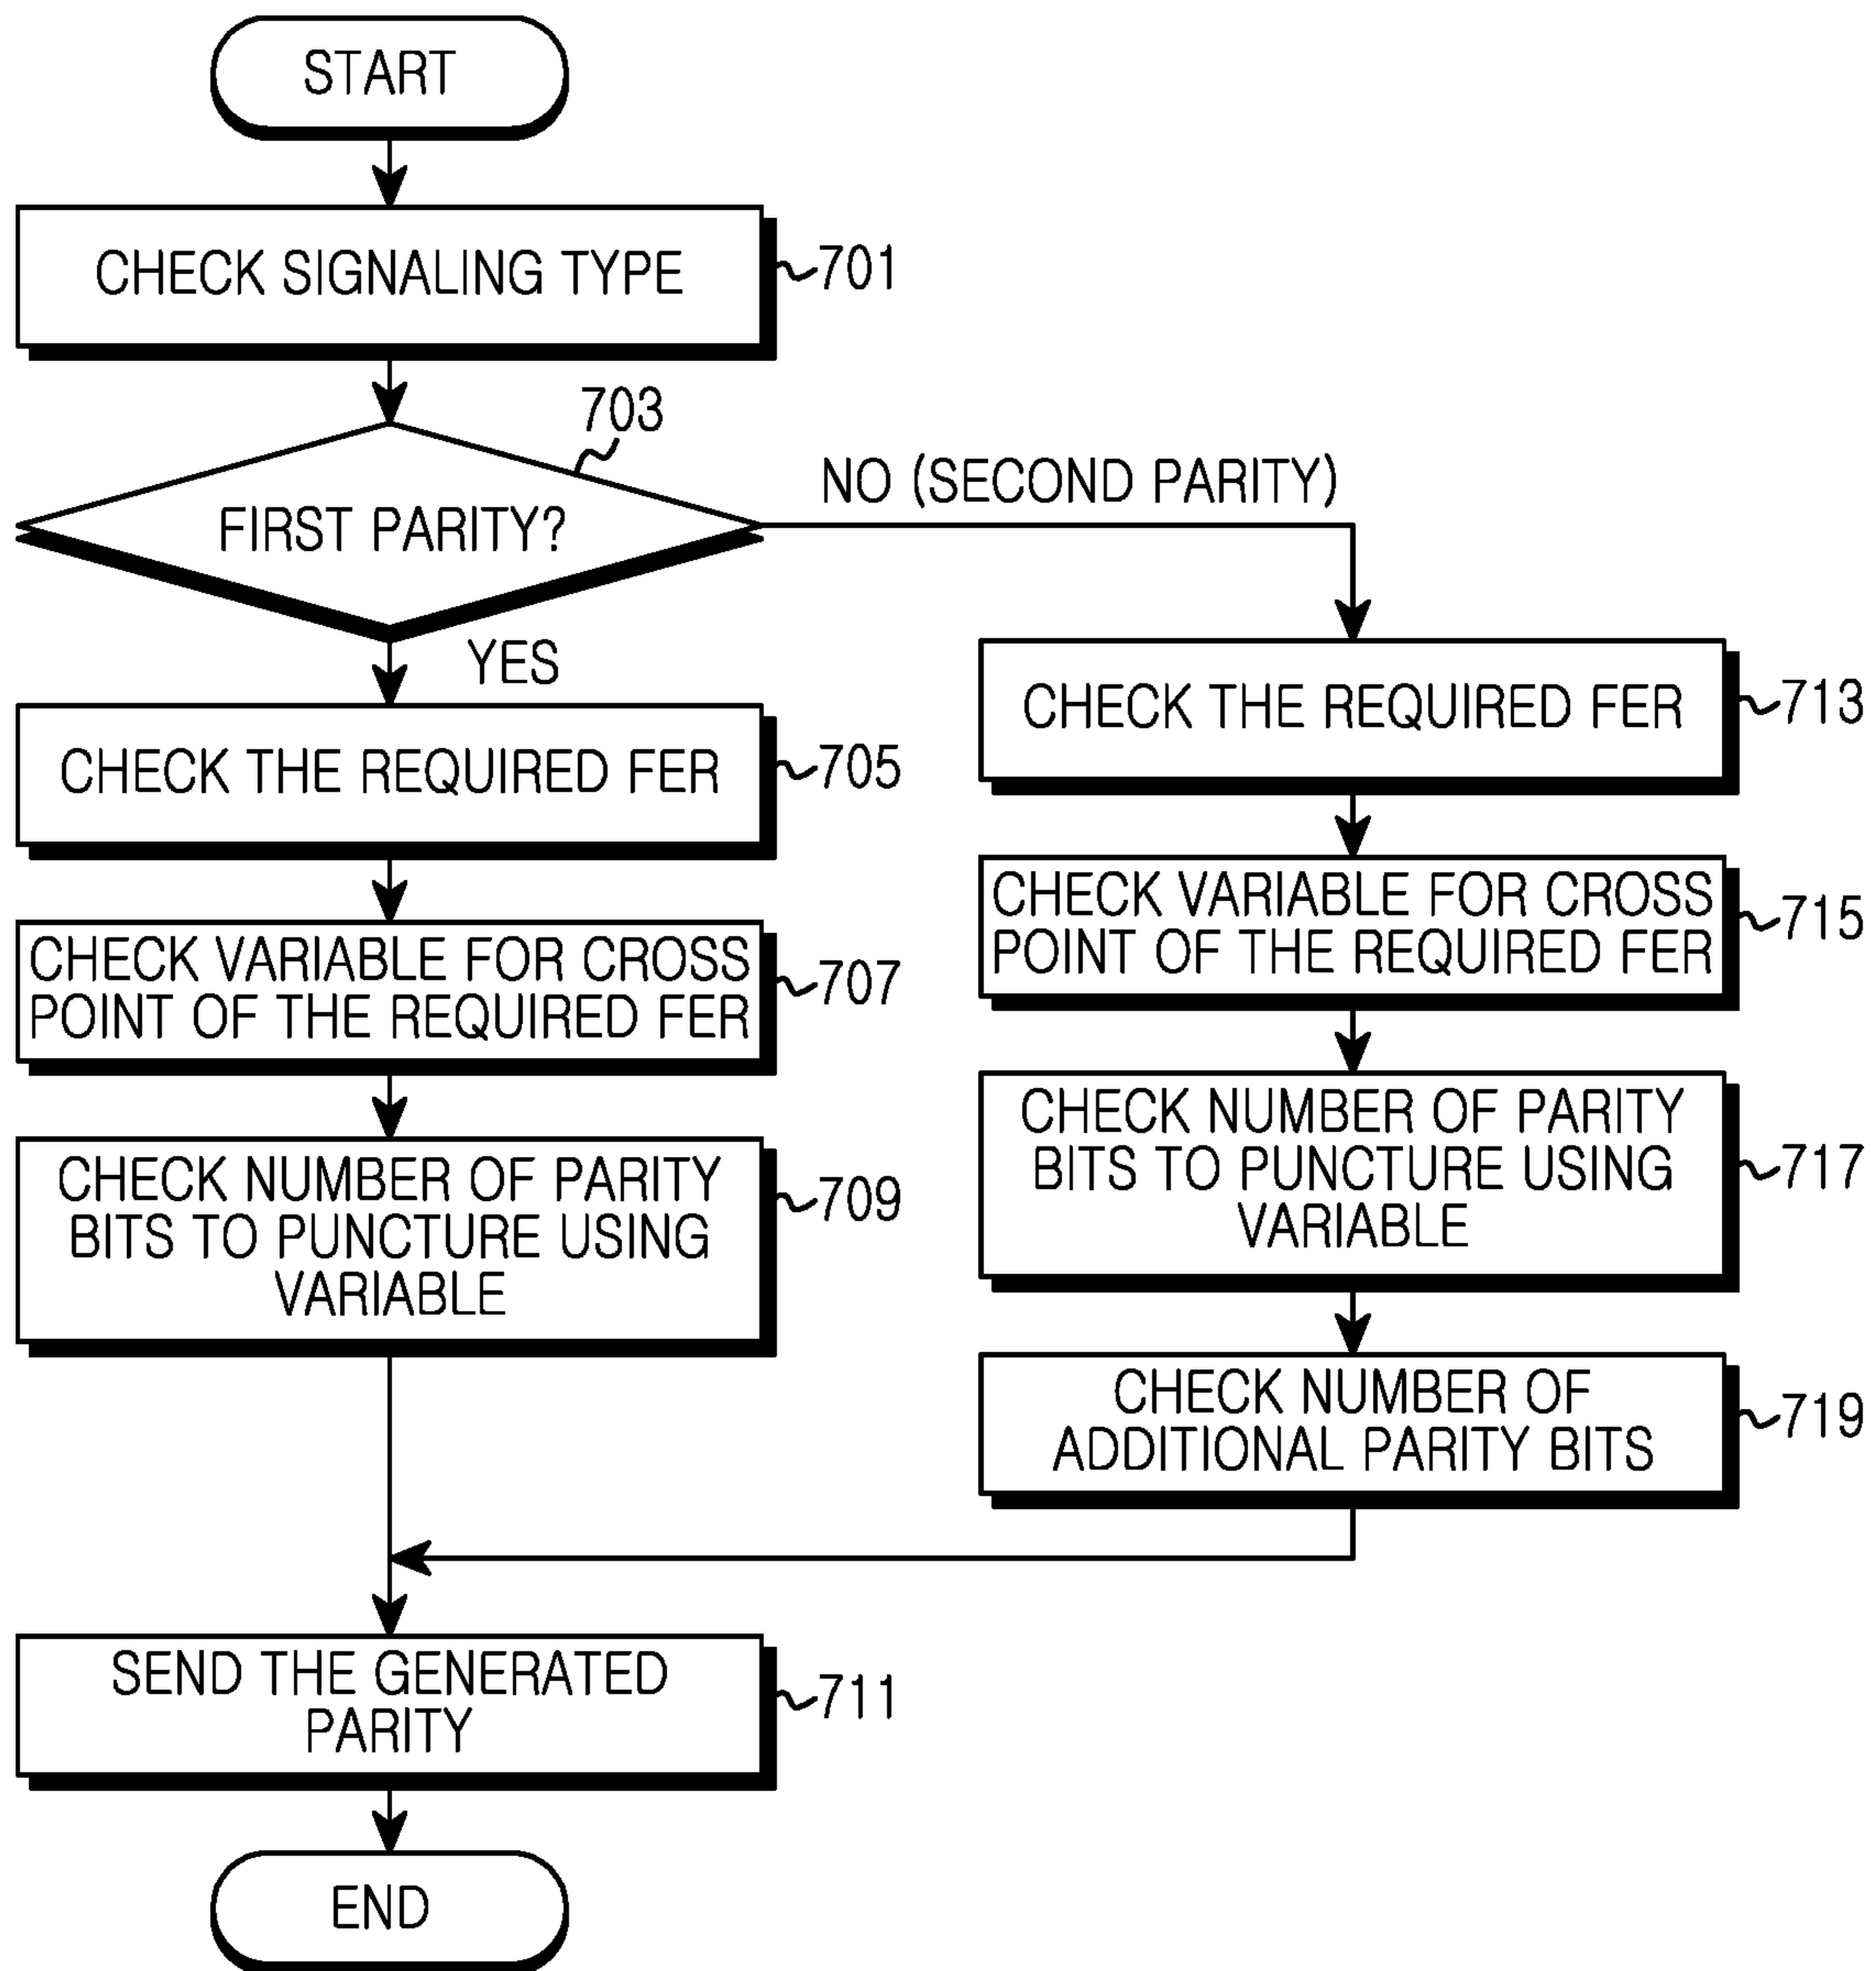 START
CHECK SIGNALING TYPE
701
703
FIRST PARITY?
NO (SECOND PARITY)
YES
CHECK THE REQUIRED FER
705
CHECK VARIABLE FOR CROSS
POINT OF THE REQUIRED FER
707
CHECK NUMBER OF PARITY
BITS TO PUNCTURE USING
VARIABLE
709
CHECK THE REQUIRED FER
713
CHECK VARIABLE FOR CROSS
POINT OF THE REQUIRED FER
715
CHECK NUMBER OF PARITY
BITS TO PUNCTURE USING
VARIABLE
717
CHECK NUMBER OF
ADDITIONAL PARITY BITS
719
SEND THE GENERATED
PARITY
711
END